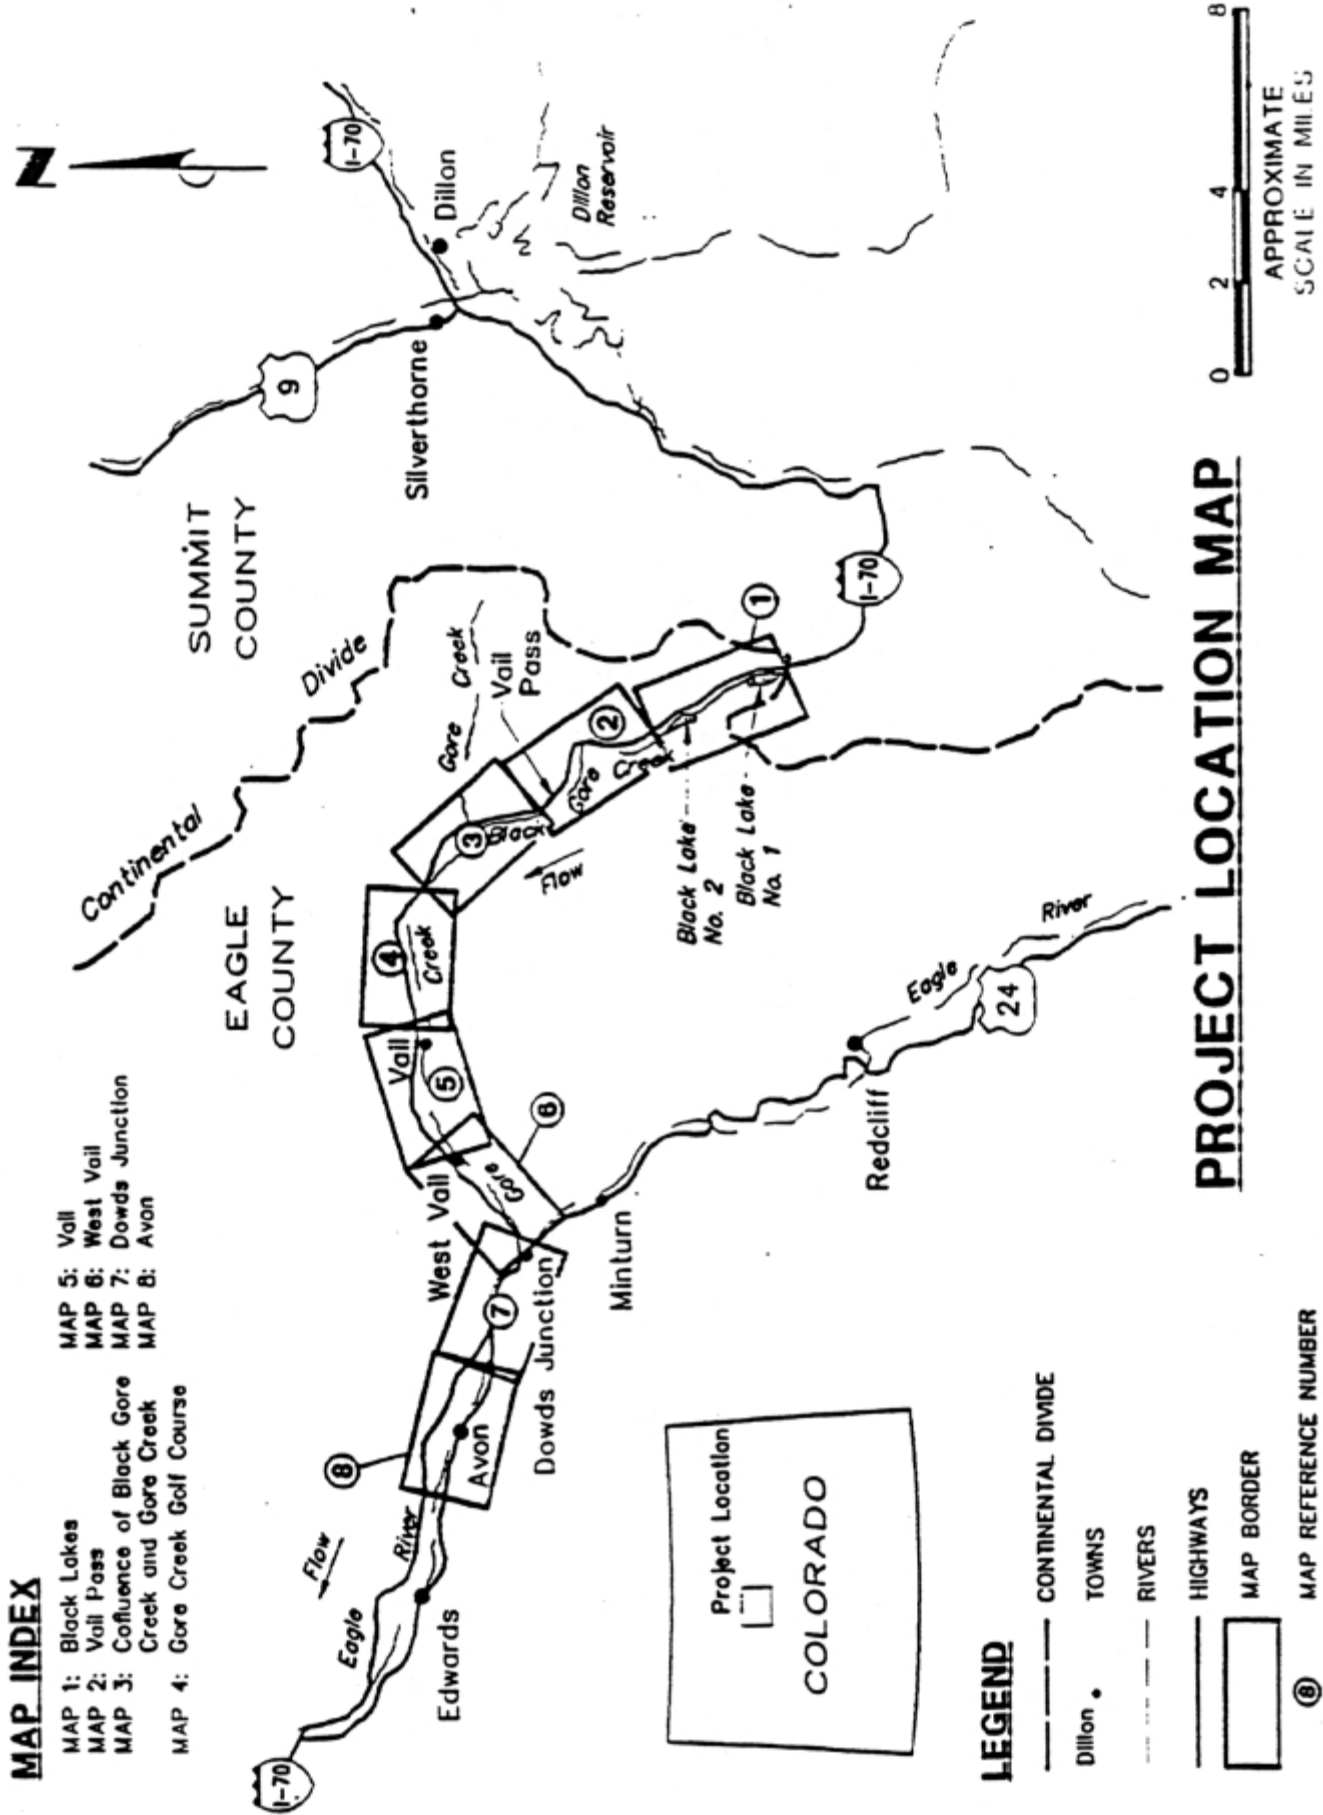 MAP INDEX
MAP 1: Black Lakes
MAP 2: Vail Pass
MAP 3: Cofluence of Black Gore
Creek and Gore Creek
MAP 4: Gore Creek Golf Course
MAP 5: Vail
MAP 6: West Vail
MAP 7: Dowds Junction
MAP 8: Avon
N
I-70
Eagle
River
Flow
Edwards
8
Avon
7
Dowds Junction
West Vail
Minturn
6
Gore
5
Vail
4
Creek
EAGLE
COUNTY
Continental
Divide
SUMMIT
COUNTY
3
Black
Gore
Creek
Flow
Gore Creek
Vail
Pass
2
1
Black Lake
No. 2
Black Lake
No. 1
I-70
9
Silverthorne
Dillon
I-70
Dillon
Reservoir
Redcliff
Eagle
River
24
Project Location
COLORADO
LEGEND
CONTINENTAL DIVIDE
Dillon TOWNS
RIVERS
HIGHWAYS
MAP BORDER
8 MAP REFERENCE NUMBER
PROJECT LOCATION MAP
0 2 4 8
APPROXIMATE
SCALE IN MILES